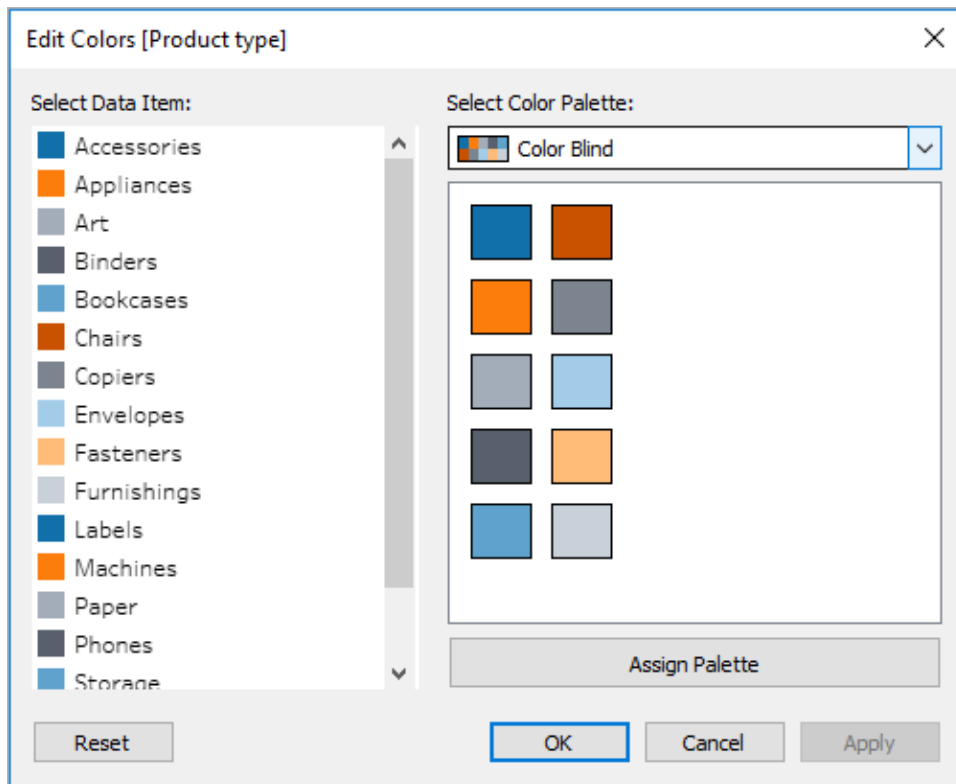 Edit Colors [Product type]
Select Data Item:
Accessories
Appliances
Art
Binders
Bookcases
Chairs
Copiers
Envelopes
Fasteners
Furnishings
Labels
Machines
Paper
Phones
Storage
Select Color Palette:
Color Blind
Assign Palette
Reset
OK
Cancel
Apply